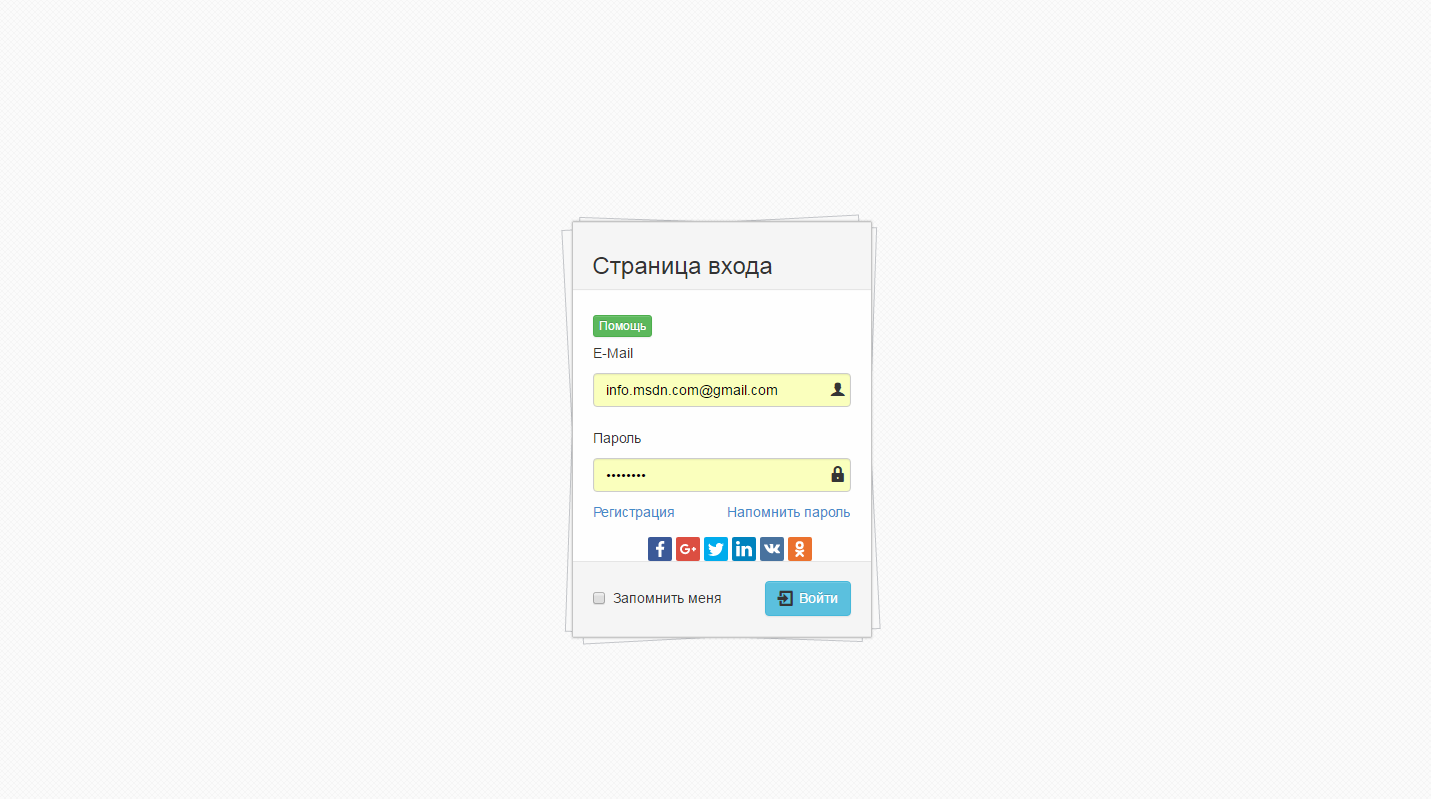 Страница входа
Помощь
E-Mail
info.msdn.com@gmail.com
Пароль
••••••••
Регистрация Напомнить пароль
Запомнить меня Войти